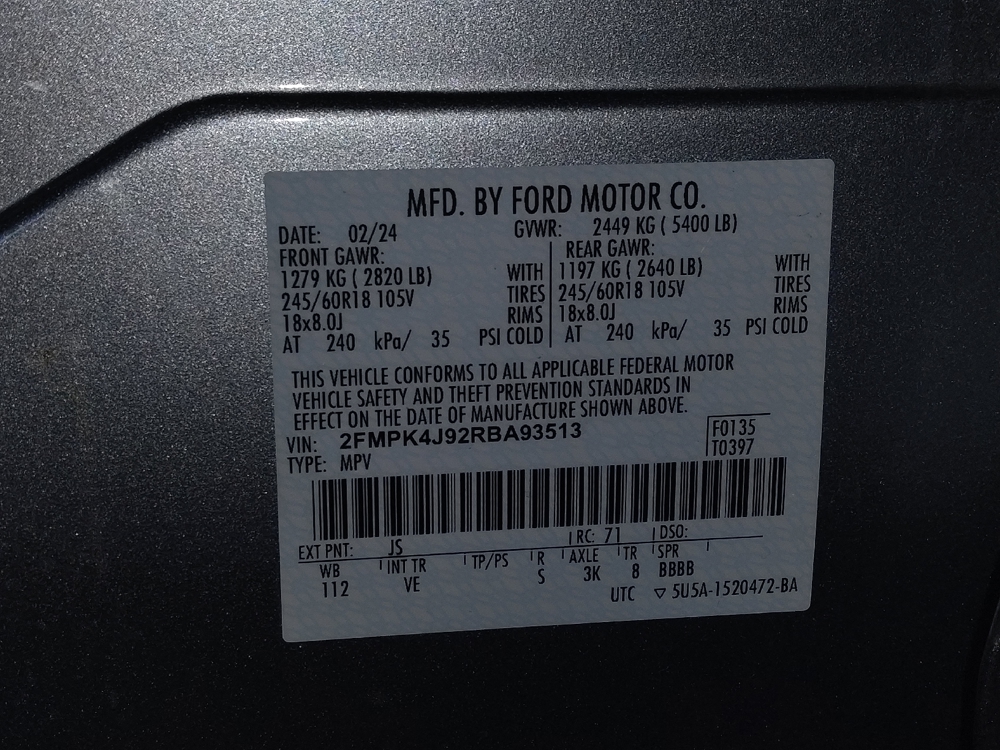 MFD. BY FORD MOTOR CO.
DATE: 02/24 GVWR: 2449 KG ( 5400 LB)
FRONT GAWR: REAR GAWR:
1279 KG ( 2820 LB) WITH 1197 KG ( 2640 LB) WITH
245/60R18 105V TIRES 245/60R18 105V TIRES
18x8.0J RIMS 18x8.0J RIMS
AT 240 kPa/ 35 PSI COLD AT 240 kPa/ 35 PSI COLD
THIS VEHICLE CONFORMS TO ALL APPLICABLE FEDERAL MOTOR
VEHICLE SAFETY AND THEFT PREVENTION STANDARDS IN
EFFECT ON THE DATE OF MANUFACTURE SHOWN ABOVE.
VIN: 2FMPK4J92RBA93513 F0135
TYPE: MPV T0397
EXT PNT: JS RC: 71 DSO:
WB INT TR TP/PS R AXLE TR SPR
112 VE S 3K 8 BBBB
UTC ▽ 5U5A-1520472-BA